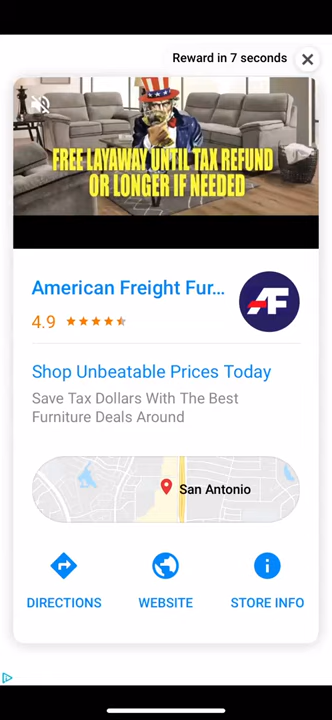 Reward in 7 seconds
FREE LAYAWAY UNTIL TAX REFUND
OR LONGER IF NEEDED
American Freight Fur...
AF
4.9
Shop Unbeatable Prices Today
Save Tax Dollars With The Best
Furniture Deals Around
San Antonio
DIRECTIONS
WEBSITE
STORE INFO